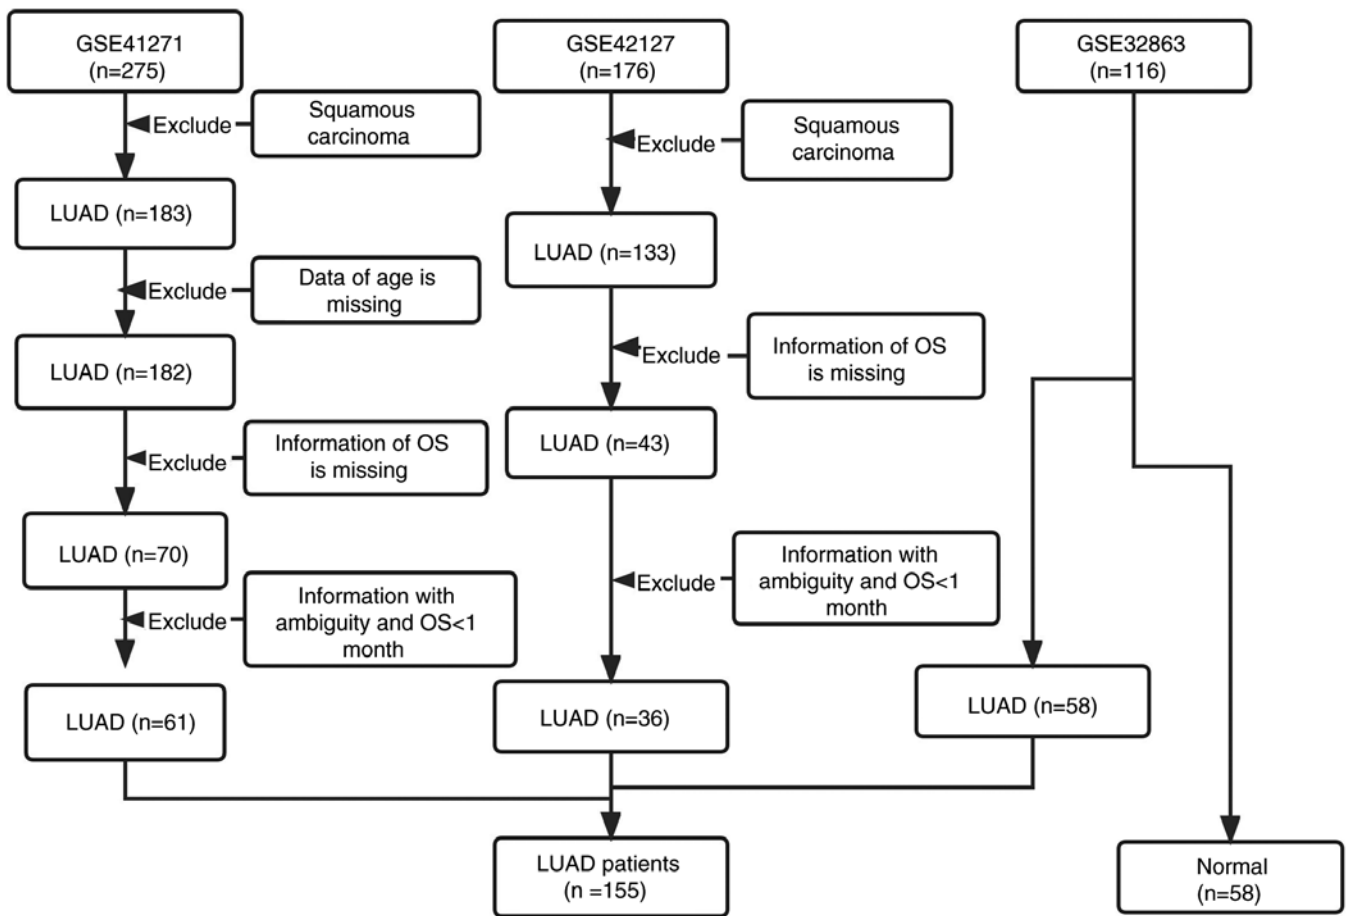 GSE41271
(n=275)
GSE42127
(n=176)
GSE32863
(n=116)
Exclude
Squamous
carcinoma
Exclude
Squamous
carcinoma
LUAD (n=183)
LUAD (n=133)
Exclude
Data of age is
missing
Exclude
Information of OS
is missing
LUAD (n=182)
LUAD (n=43)
Exclude
Information of OS
is missing
LUAD (n=70)
Exclude
Information with
ambiguity and OS<1
month
Exclude
Information with
ambiguity and OS<1
month
LUAD (n=61)
LUAD (n=36)
LUAD (n=58)
LUAD patients
(n =155)
Normal
(n=58)